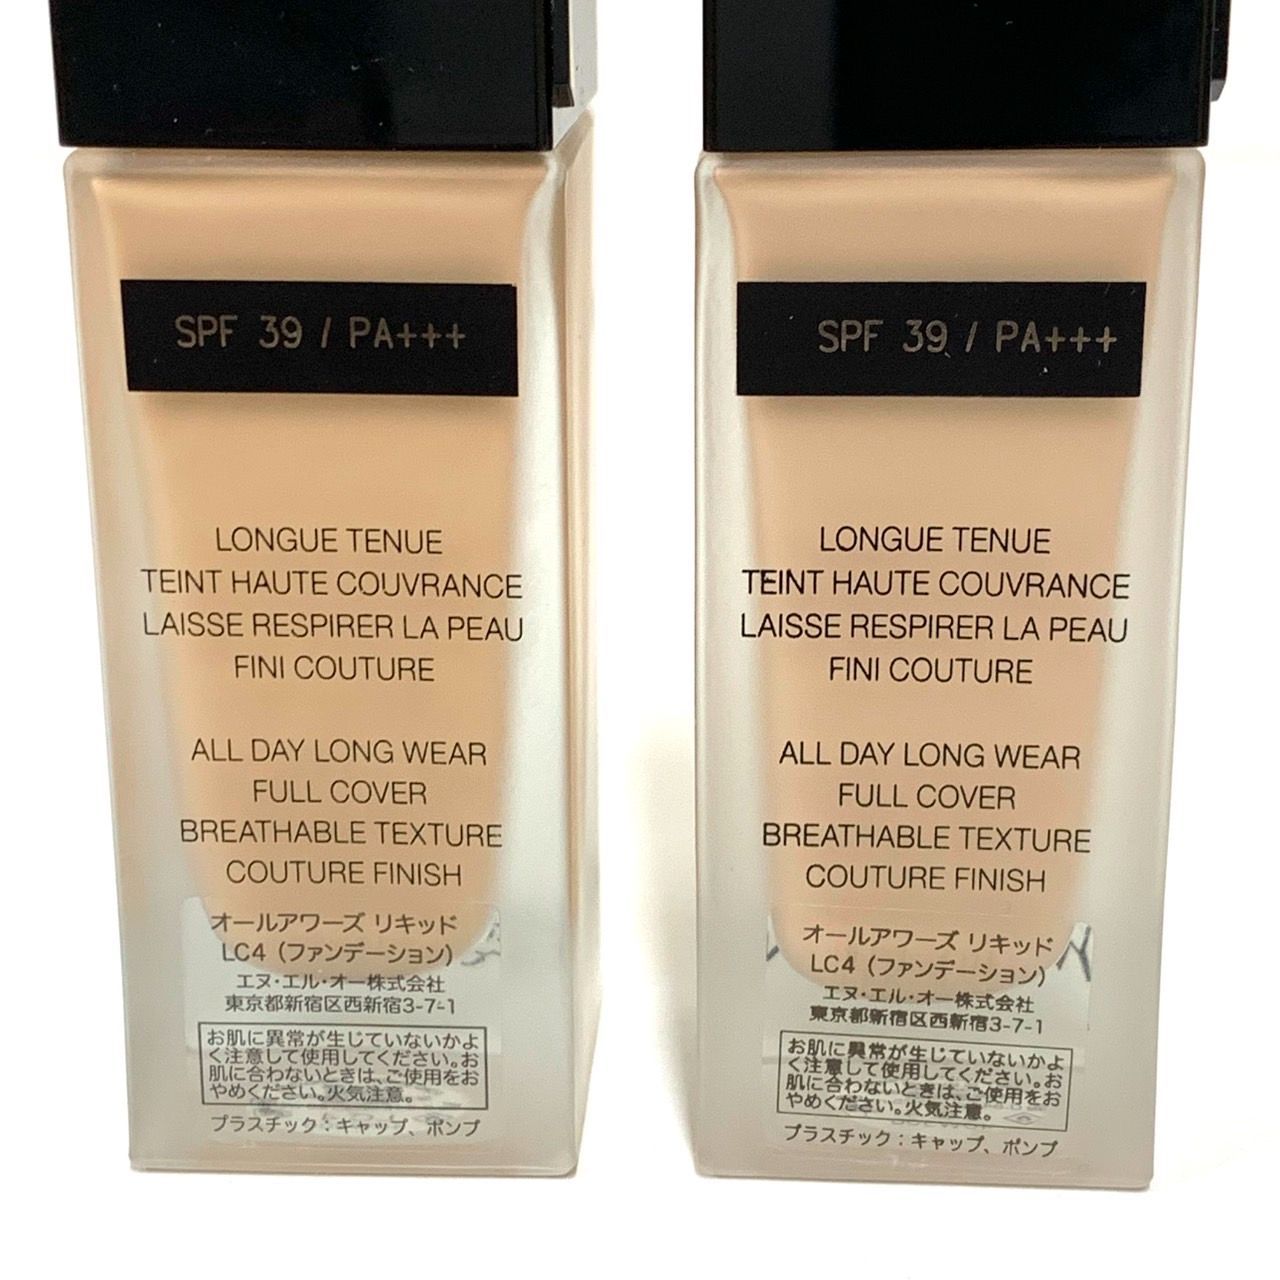 SPF 39 / PA+++
LONGUE TENUE
TEINT HAUTE COUVRANCE
LAISSE RESPIRER LA PEAU
FINI COUTURE
ALL DAY LONG WEAR
FULL COVER
BREATHABLE TEXTURE
COUTURE FINISH
オールアワーズ リキッド
LC4（ファンデーション）
エヌ・エル・オー株式会社
東京都新宿区西新宿3-7-1
お肌に異常が生じていないかよ
く注意して使用してください。お
肌に合わないときは、ご使用をお
やめください。火気注意。
プラスチック：キャップ、ポンプ
SPF 39 / PA+++
LONGUE TENUE
TEINT HAUTE COUVRANCE
LAISSE RESPIRER LA PEAU
FINI COUTURE
ALL DAY LONG WEAR
FULL COVER
BREATHABLE TEXTURE
COUTURE FINISH
オールアワーズ リキッド
LC4（ファンデーション）
エヌ・エル・オー株式会社
東京都新宿区西新宿3-7-1
お肌に異常が生じていないかよ
く注意して使用してください。お
肌に合わないときは、ご使用をお
やめください。火気注意。
プラスチック：キャップ、ポンプ